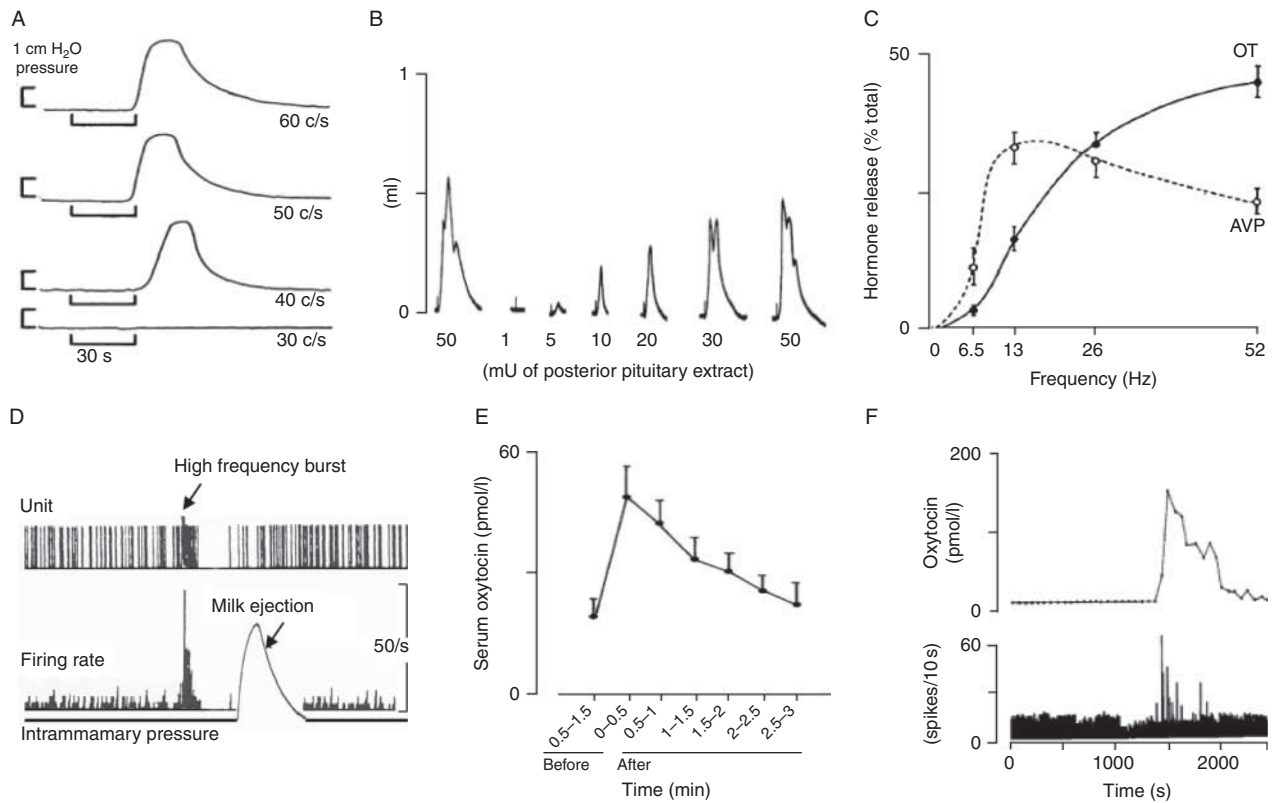 A
1 cm H₂O
pressure
60 c/s
50 c/s
40 c/s
30 c/s
30 s
B
1
(ml)
0
50 1 5 10 20 30 50
(mU of posterior pituitary extract)
C
50
OT
Hormone release (% total)
AVP
0
0 6.5 13 26 52
Frequency (Hz)
D
High frequency burst
Unit
Milk ejection
50/s
Firing rate
Intrammamary pressure
E
60
Serum oxytocin (pmol/l)
0
0.5–1.5 0–0.5 0.5–1 1–1.5 1.5–2 2–2.5 2.5–3
Before After
Time (min)
F
200
Oxytocin
(pmol/l)
0
60
(spikes/10 s)
0
0 1000 2000
Time (s)